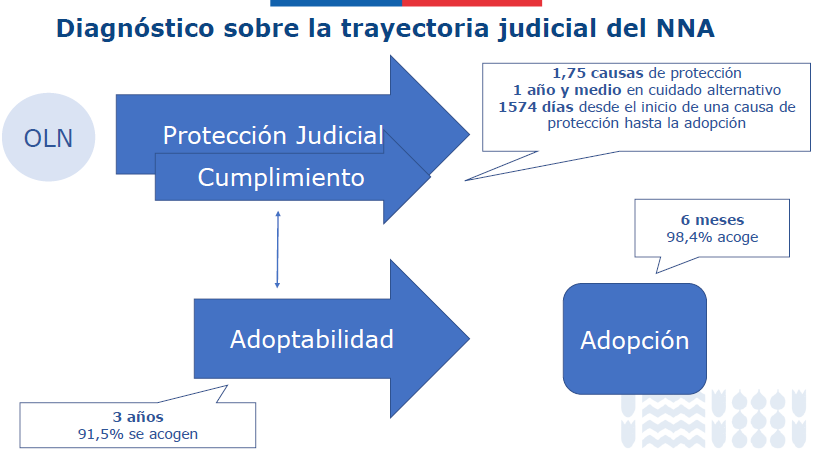 Diagnóstico sobre la trayectoria judicial del NNA
OLN
Protección Judicial
Cumplimiento
1,75 causas de protección
1 año y medio en cuidado alternativo
1574 días desde el inicio de una causa de
protección hasta la adopción
6 meses
98,4% acoge
Adoptabilidad
Adopción
3 años
91,5% se acogen